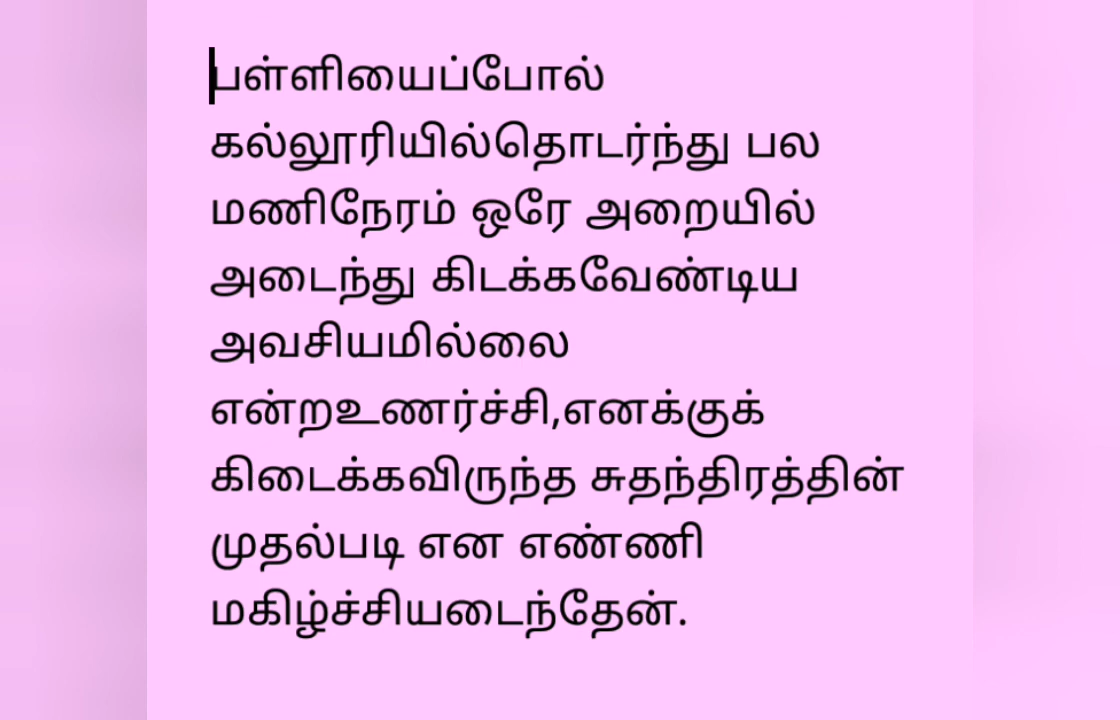 பள்ளியைப்போல்
கல்லூரியில்தொடர்ந்து பல
மணிநேரம் ஒரே அறையில்
அடைந்து கிடக்கவேண்டிய
அவசியமில்லை
என்றஉணர்ச்சி,எனக்குக்
கிடைக்கவிருந்த சுதந்திரத்தின்
முதல்படி என எண்ணி
மகிழ்ச்சியடைந்தேன்.